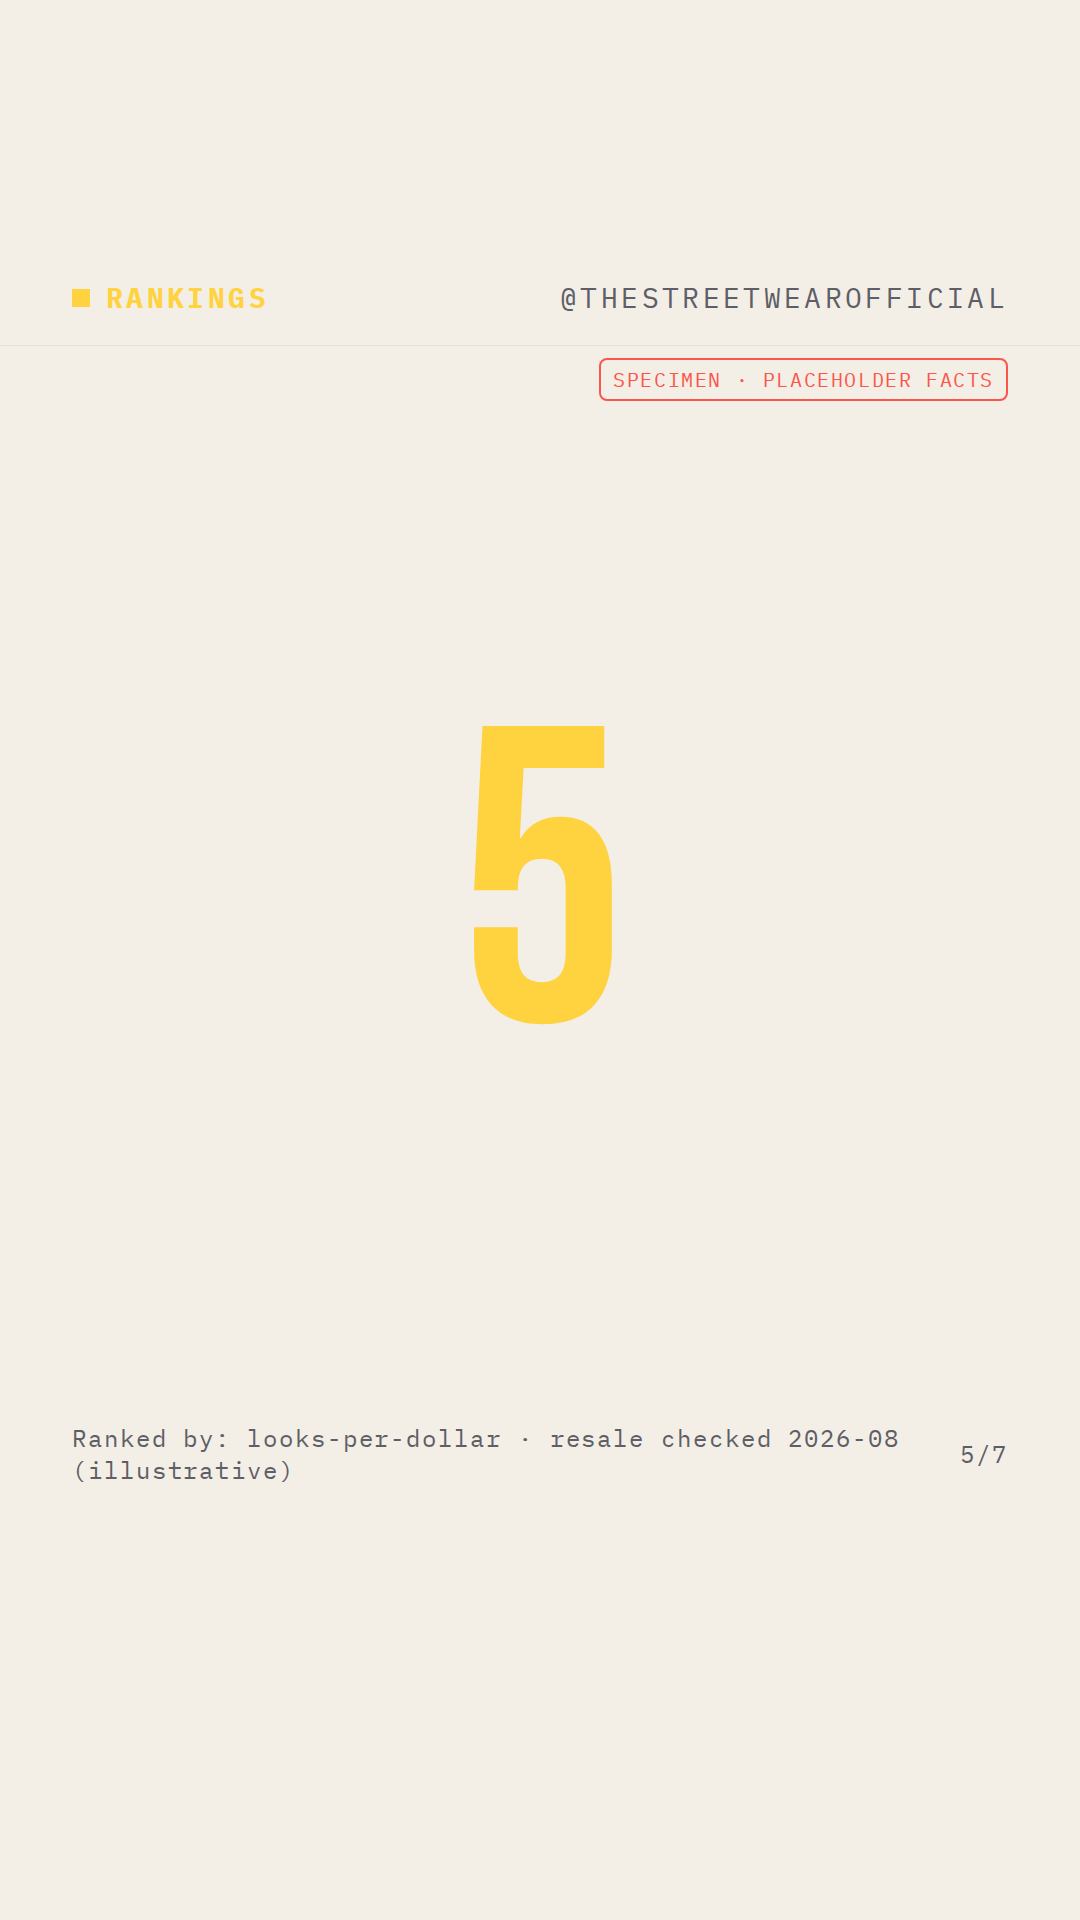 RANKINGS
@THESTREETWEAROFFICIAL
SPECIMEN · PLACEHOLDER FACTS
5
Ranked by: looks-per-dollar · resale checked 2026-08
(illustrative)
5/7